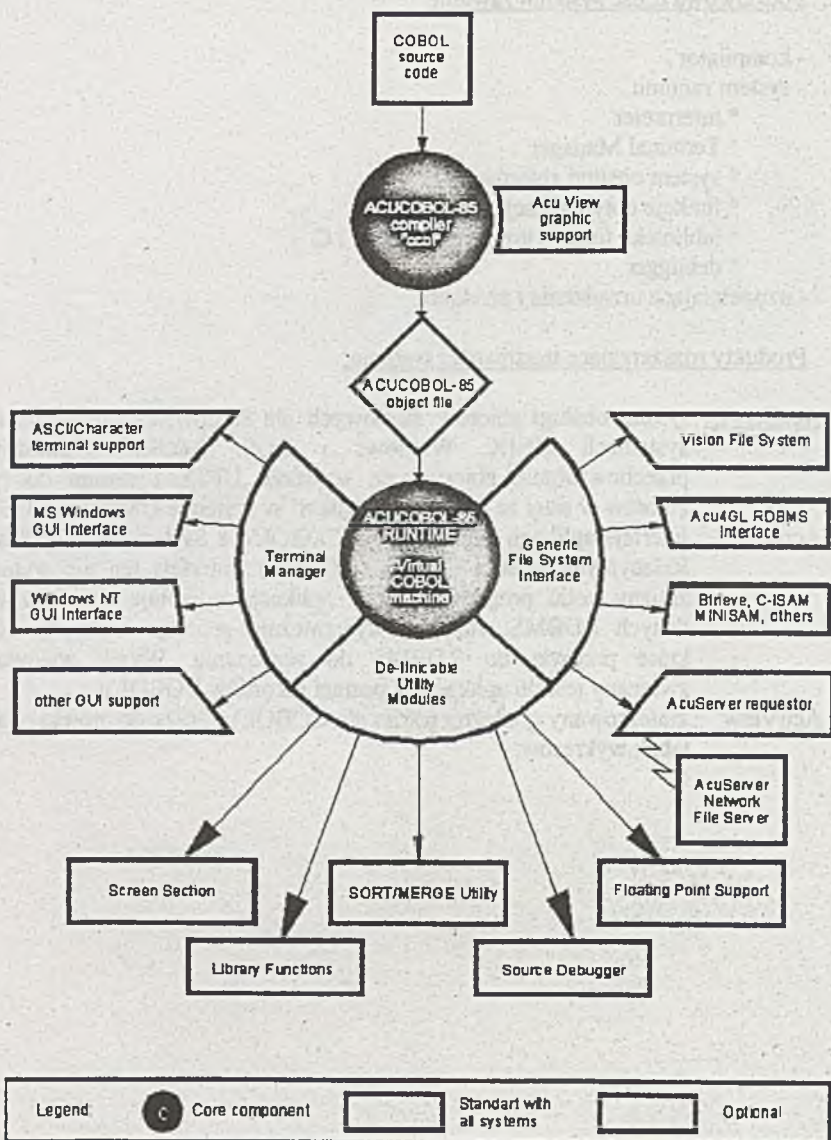 COBOL
source
code
ACUCOBOL-85
compiler
"ccbl"
Acu View
graphic
support
ACUCOBOL-85
object file
ASCI/Character
terminal support
MS Windows
GUI Interface
Windows NT
GUI Interface
other GUI support
Terminal
Manager
ACUCOBOL-85
RUNTIME
Virtual
COBOL
machine
Generic
File System
Interface
De-linicable
Utility
Modules
Vision File System
Acu4GL RDBMS
Interface
Btrieve, C-ISAM
MINISAM, others
AcuServer requestor
AcuServer
Network
File Server
Screen Section
SORT/MERGE Utility
Floating Point Support
Library Functions
Source Debugger
Legend
c
Core component
Standart with
all systems
Optional